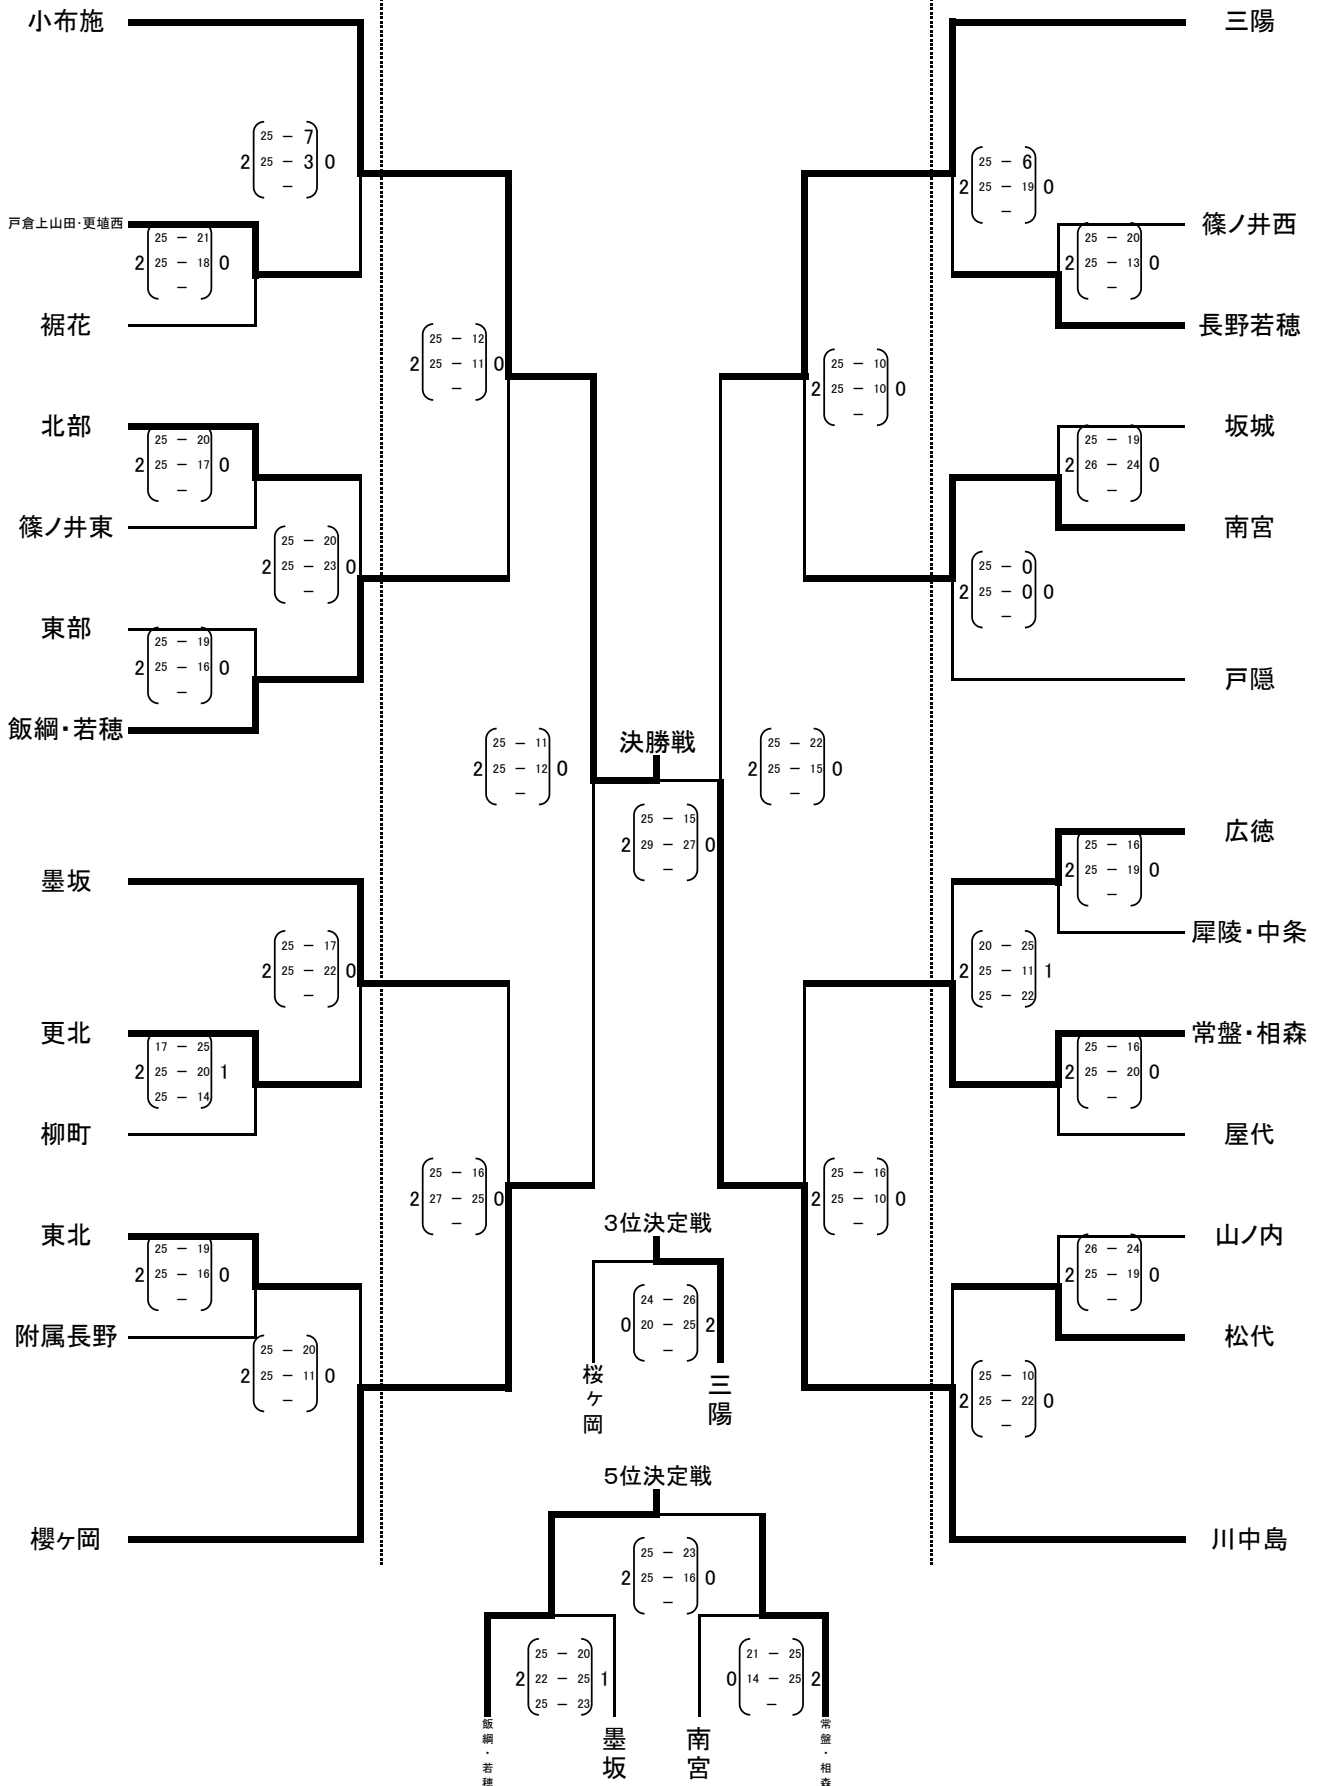 小布施
三陽
25 － 7
2 25 － 3 0
－
25 － 6
2 25 － 19 0
－
戸倉上山田・更埴西
篠ノ井西
25 － 21
2 25 － 18 0
－
25 － 20
2 25 － 13 0
－
裾花
長野若穂
25 － 12
2 25 － 11 0
－
25 － 10
2 25 － 10 0
－
北部
坂城
25 － 20
2 25 － 17 0
－
25 － 19
2 26 － 24 0
－
篠ノ井東
南宮
25 － 20
2 25 － 23 0
－
25 － 0
2 25 － 0 0
－
東部
25 － 19
2 25 － 16 0
－
戸隠
飯綱・若穂
決勝戦
25 － 11
2 25 － 12 0
－
25 － 22
2 25 － 15 0
－
25 － 15
2 29 － 27 0
－
広徳
25 － 16
2 25 － 19 0
－
墨坂
犀陵・中条
25 － 17
2 25 － 22 0
－
20 － 25
2 25 － 11 1
25 － 22
更北
常盤・相森
17 － 25
2 25 － 20 1
25 － 14
25 － 16
2 25 － 20 0
－
柳町
屋代
25 － 16
2 27 － 25 0
－
25 － 16
2 25 － 10 0
－
東北
3位決定戦
山ノ内
25 － 19
2 25 － 16 0
－
26 － 24
2 25 － 19 0
－
24 － 26
0 20 － 25 2
－
附属長野
松代
25 － 20
2 25 － 11 0
－
桜ヶ岡
三陽
25 － 10
2 25 － 22 0
－
5位決定戦
櫻ヶ岡
川中島
25 － 23
2 25 － 16 0
－
25 － 20
2 22 － 25 1
25 － 23
21 － 25
0 14 － 25 2
－
飯綱・若穂
墨坂
南宮
常盤・相森